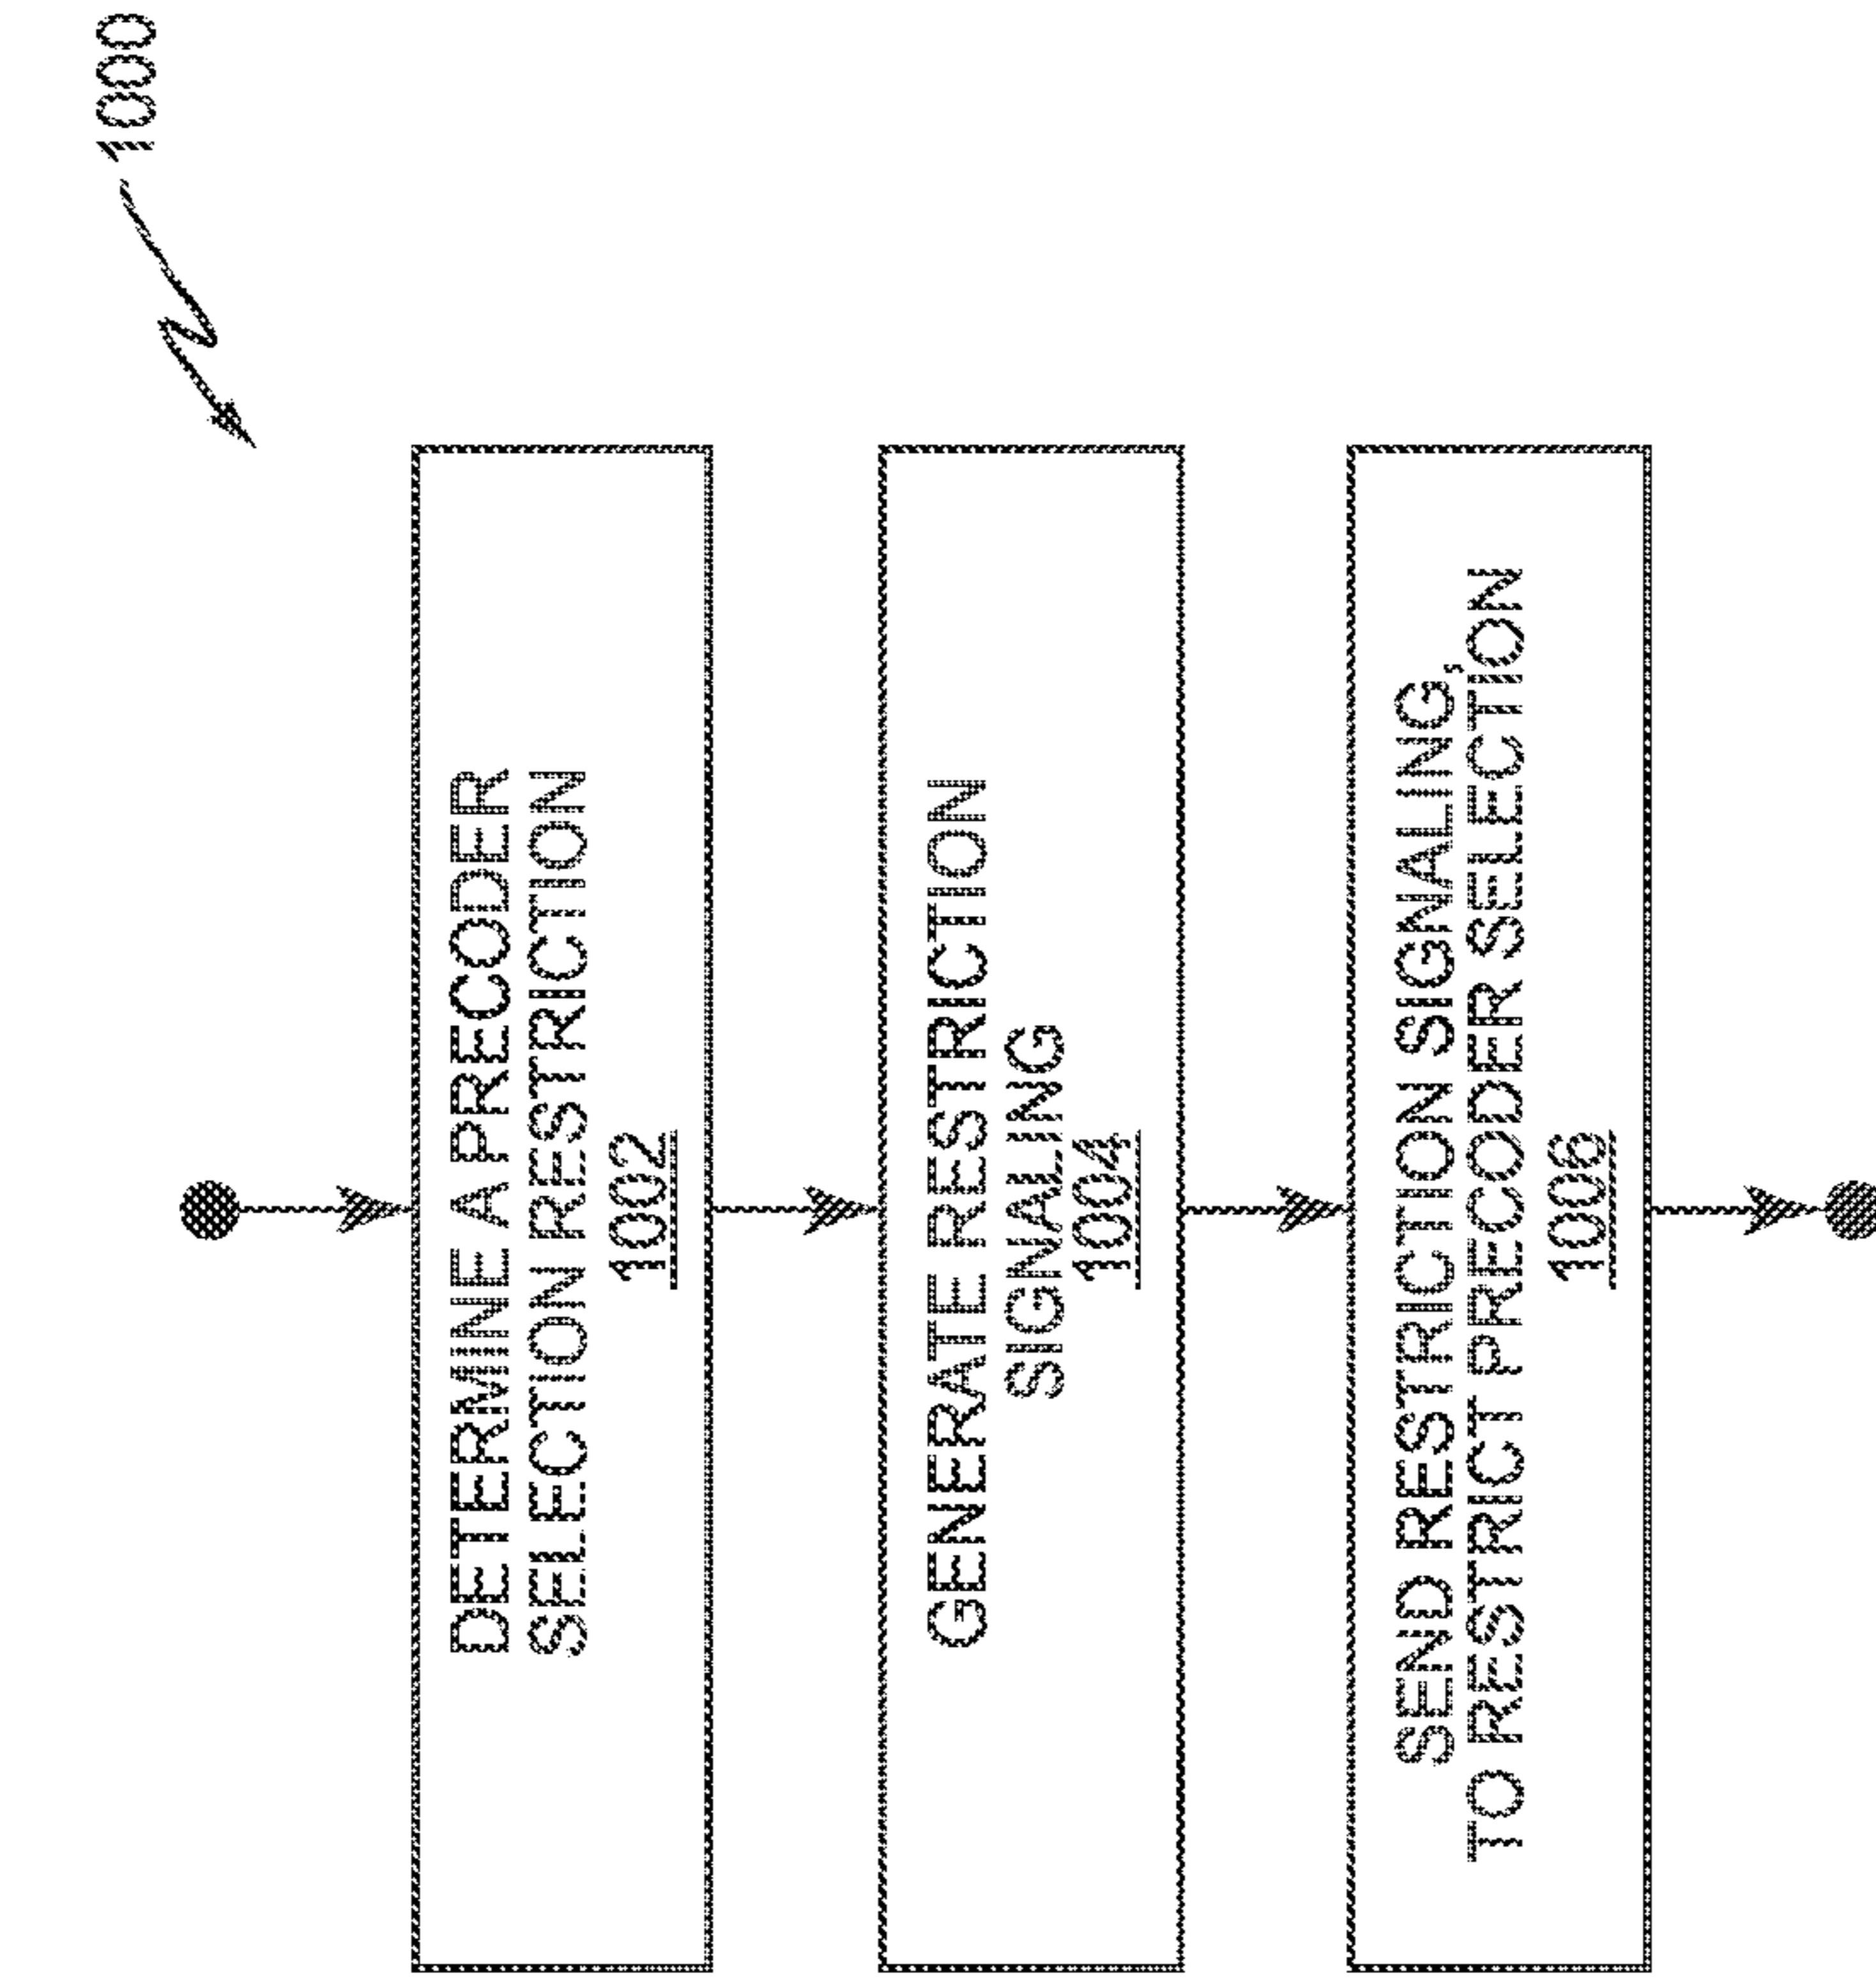 1000
DETERMINE A PRECODER
SELECTION RESTRICTION
1002
GENERATE RESTRICTION
SIGNALING
1004
SEND RESTRICTION SIGNALING,
TO RESTRICT PRECODER SELECTION
1006